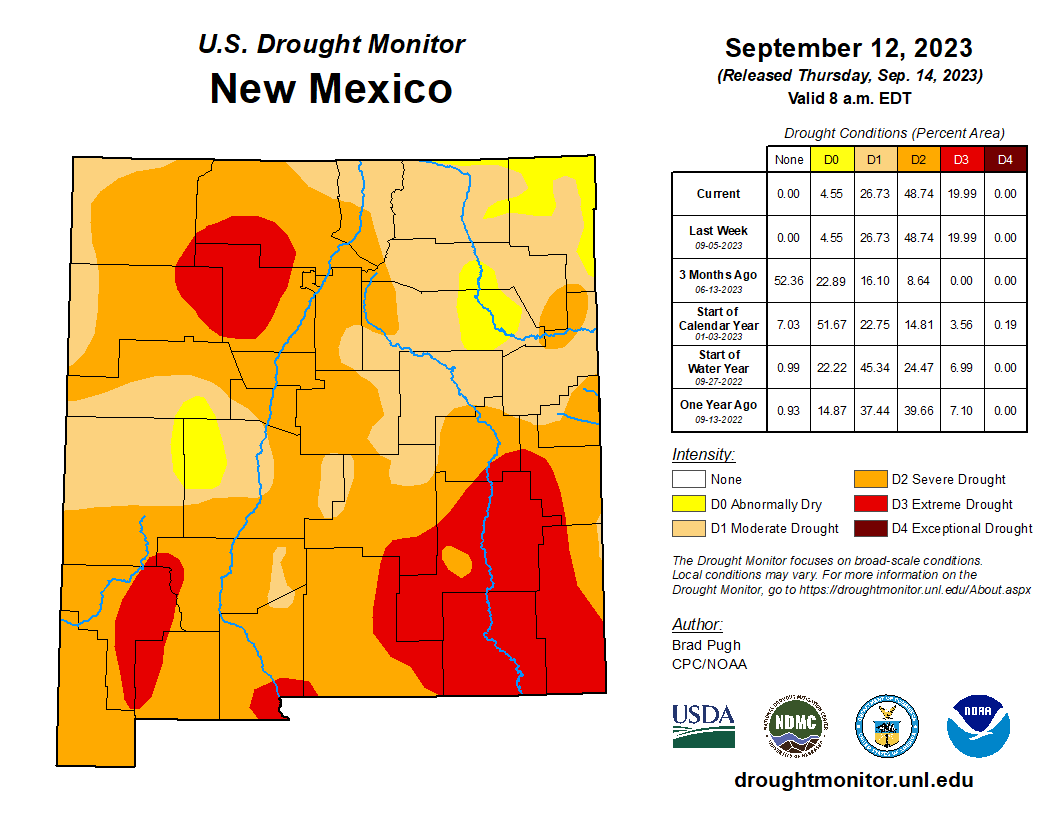 U.S. Drought Monitor
New Mexico
September 12, 2023
(Released Thursday, Sep. 14, 2023)
Valid 8 a.m. EDT
Drought Conditions (Percent Area)
None D0 D1 D2 D3 D4
Current 0.00 4.55 26.73 48.74 19.99 0.00
Last Week
09-05-2023 0.00 4.55 26.73 48.74 19.99 0.00
3 Months Ago
06-13-2023 52.36 22.89 16.10 8.64 0.00 0.00
Start of
Calendar Year
01-03-2023 7.03 51.67 22.75 14.81 3.56 0.19
Start of
Water Year
09-27-2022 0.99 22.22 45.34 24.47 6.99 0.00
One Year Ago
09-13-2022 0.93 14.87 37.44 39.66 7.10 0.00
Intensity:
None
D0 Abnormally Dry
D1 Moderate Drought
D2 Severe Drought
D3 Extreme Drought
D4 Exceptional Drought
The Drought Monitor focuses on broad-scale conditions.
Local conditions may vary. For more information on the
Drought Monitor, go to https://droughtmonitor.unl.edu/About.aspx
Author:
Brad Pugh
CPC/NOAA
USDA
NDMC
NOAA
droughtmonitor.unl.edu